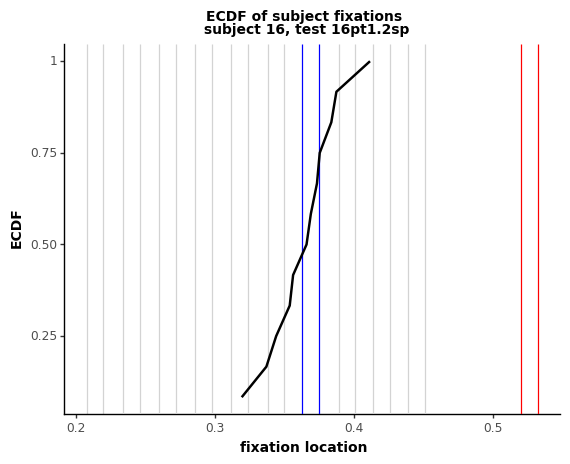 ECDF of subject fixations
subject 16, test 16pt1.2sp
1
0.75
0.50
0.25
ECDF
0.2
0.3
0.4
0.5
fixation location